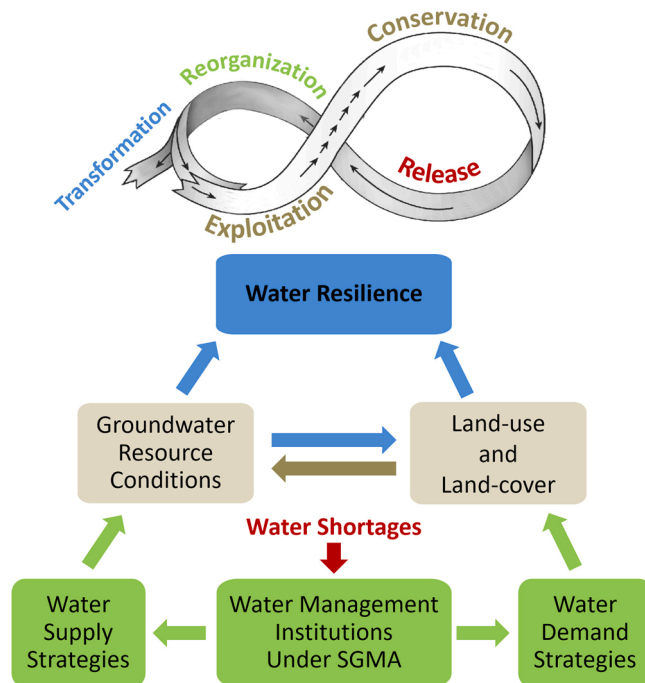 Conservation
Reorganization
Transformation
Release
Exploitation
Water Resilience
Groundwater
Resource
Conditions
Land-use
and
Land-cover
Water Shortages
Water
Supply
Strategies
Water Management
Institutions
Under SGMA
Water
Demand
Strategies